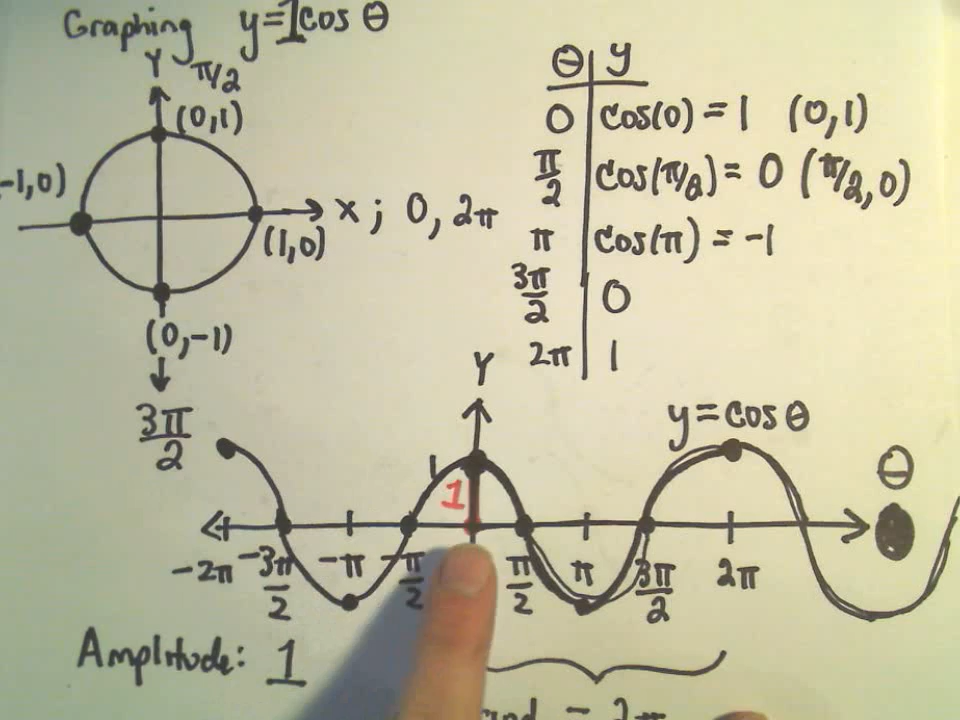 Graphing y=1cos θ
Y π/2
(0,1)
-1,0)
x ; 0, 2π
(1,0)
(0,-1)
3π/2
θ | y
0 | cos(0) = 1 (0,1)
π/2 | cos(π/2) = 0 (π/2,0)
π | cos(π) = -1
3π/2 | 0
2π | 1
Y
y=cos θ
1
1
θ
-2π -3π/2 -π -π/2 π/2 π 3π/2 2π
Amplitude: 1
- 2π